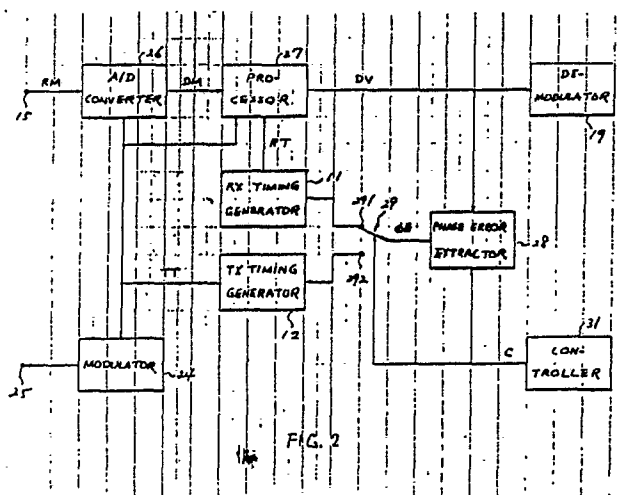 26
27
RM
A/D
CONVERTER
DM
PRO-
CESSOR
DV
DE-
MODULATOR
15
19
RT
RX TIMING
GENERATOR
11
291
29
PHASE ERROR
EXTRACTOR
28
292
TT
TX TIMING
GENERATOR
12
31
MODULATOR
24
25
C
CON-
TROLLER
FIG. 2